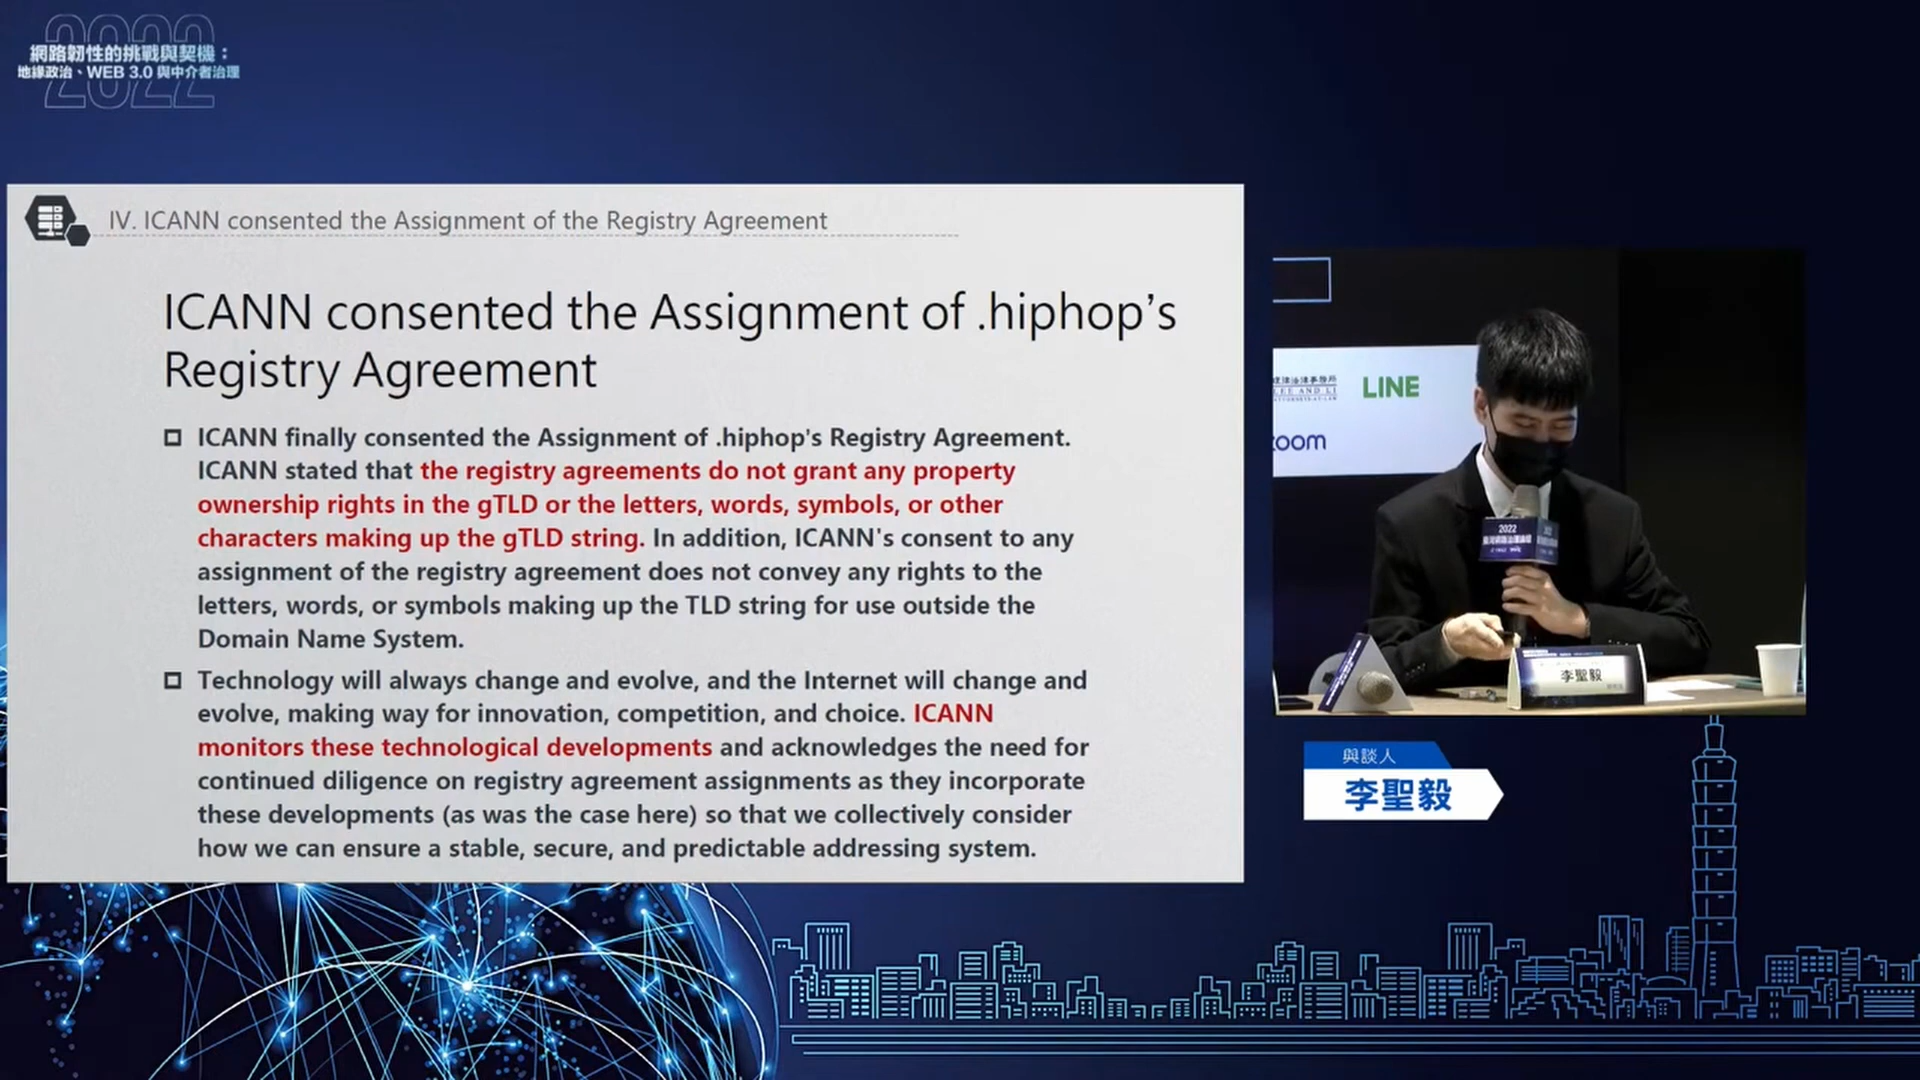 2022
網路韌性的挑戰與契機：
地緣政治、WEB 3.0 與中介者治理
IV. ICANN consented the Assignment of the Registry Agreement
ICANN consented the Assignment of .hiphop’s
Registry Agreement
ICANN finally consented the Assignment of .hiphop's Registry Agreement.
ICANN stated that the registry agreements do not grant any property
ownership rights in the gTLD or the letters, words, symbols, or other
characters making up the gTLD string. In addition, ICANN's consent to any
assignment of the registry agreement does not convey any rights to the
letters, words, or symbols making up the TLD string for use outside the
Domain Name System.
Technology will always change and evolve, and the Internet will change and
evolve, making way for innovation, competition, and choice. ICANN
monitors these technological developments and acknowledges the need for
continued diligence on registry agreement assignments as they incorporate
these developments (as was the case here) so that we collectively consider
how we can ensure a stable, secure, and predictable addressing system.
LEE AND LI
ATTORNEYS-AT-LAW
LINE
zoom
2022
李聖毅
與談人
李聖毅